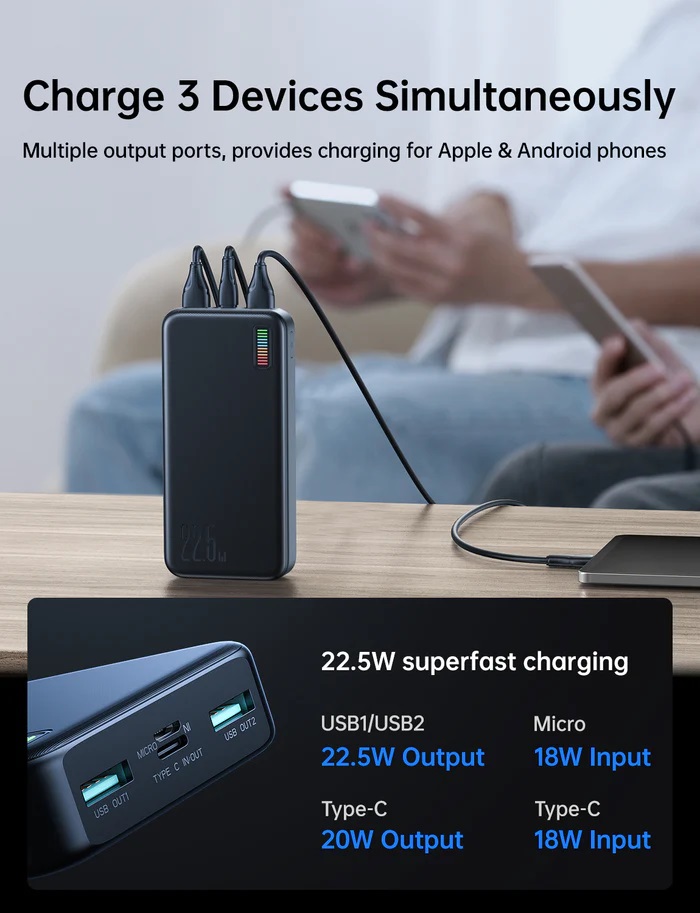 Charge 3 Devices Simultaneously
Multiple output ports, provides charging for Apple & Android phones
22.5W
22.5W superfast charging
USB1/USB2
22.5W Output
Micro
18W Input
Type-C
20W Output
Type-C
18W Input
MICRO IN
USB OUT2
TYPE C IN·OUT
USB OUT1